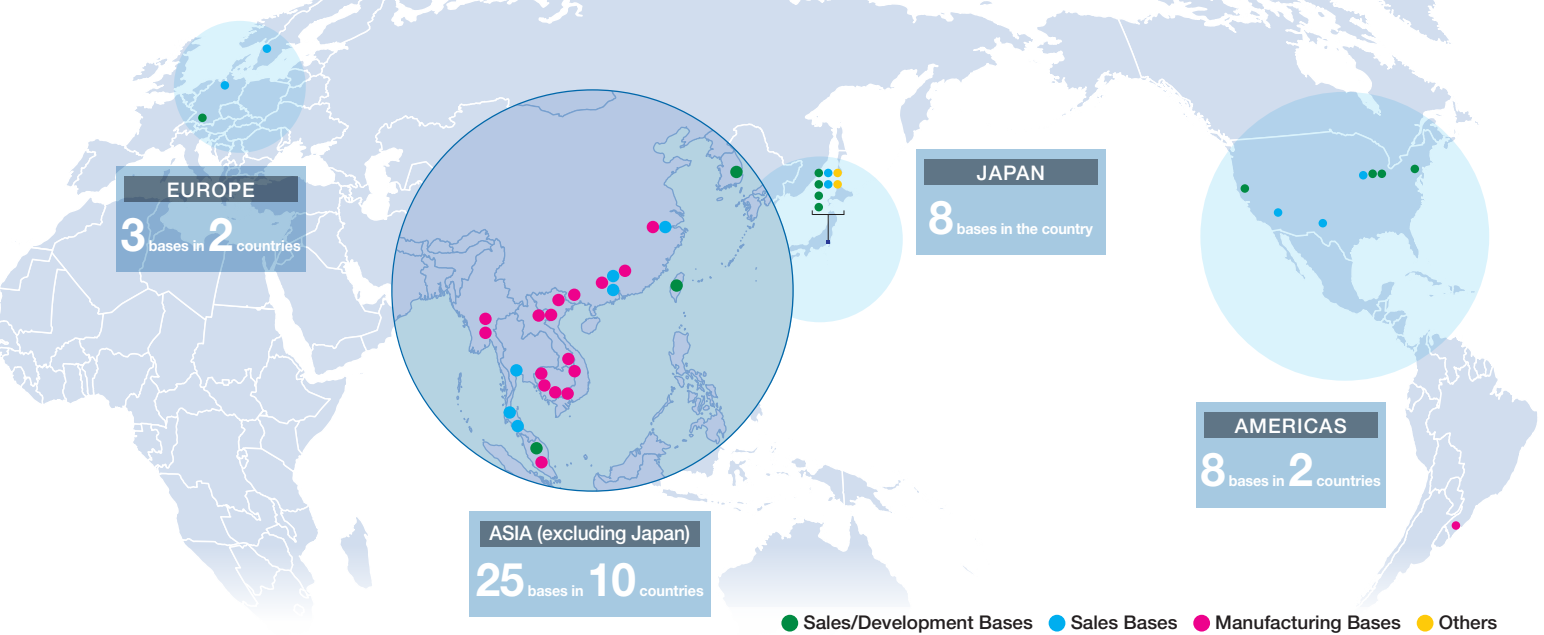 EUROPE
3 bases in 2 countries
JAPAN
8 bases in the country
AMERICAS
8 bases in 2 countries
ASIA (excluding Japan)
25 bases in 10 countries
Sales/Development Bases Sales Bases Manufacturing Bases Others